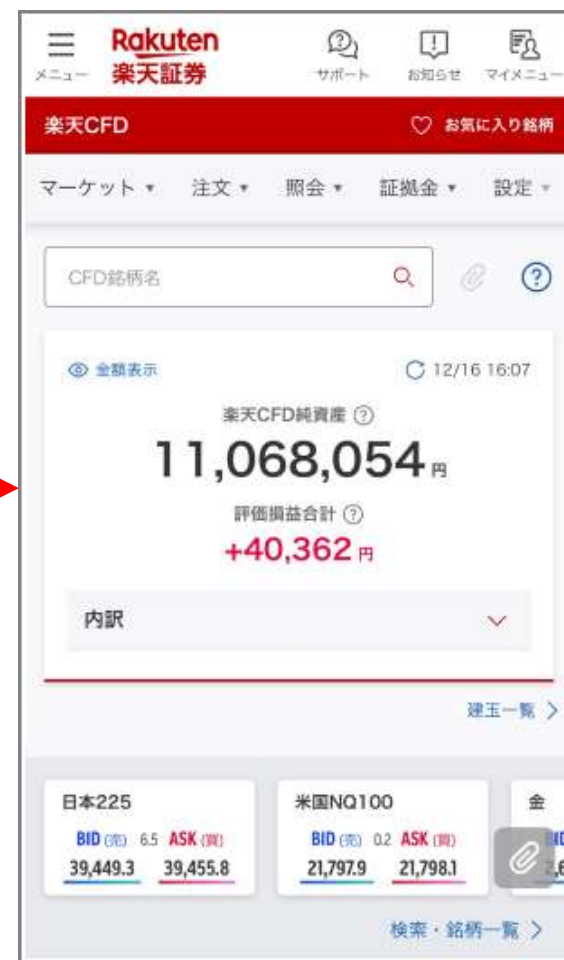 Rakuten
楽天証券
メニュー サポート お知らせ マイメニュー
楽天CFD お気に入り銘柄
マーケット ▼ 注文 ▼ 照会 ▼ 証拠金 ▼ 設定 ▼
CFD銘柄名
金額表示 12/16 16:07
楽天CFD純資産 ?
11,068,054 円
評価損益合計 ?
+40,362 円
内訳
建玉一覧 >
日本225 米国NQ100 金
BID (売) 6.5 ASK (買) BID (売) 0.2 ASK (買)
39,449.3 39,455.8 21,797.9 21,798.1
検索・銘柄一覧 >